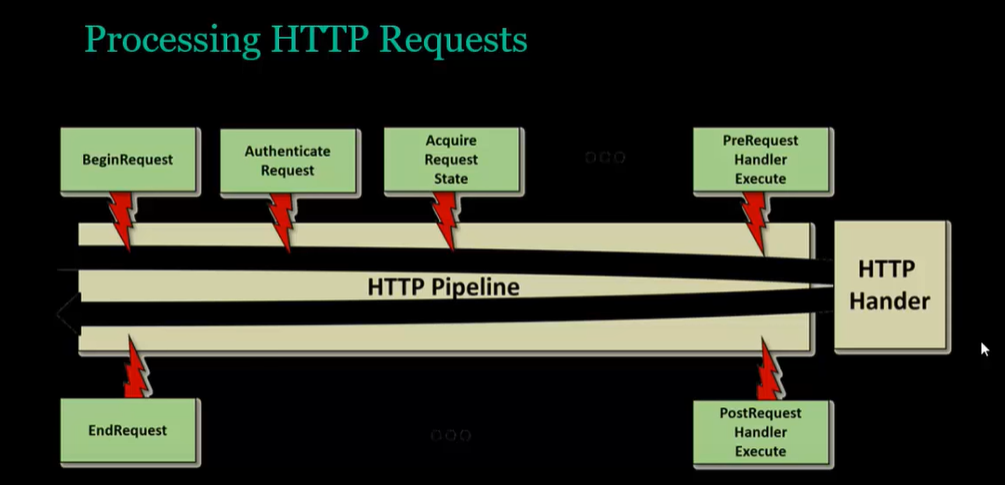 Processing HTTP Requests
BeginRequest
Authenticate
Request
Acquire
Request
State
PreRequest
Handler
Execute
HTTP Pipeline
HTTP
Hander
EndRequest
PostRequest
Handler
Execute